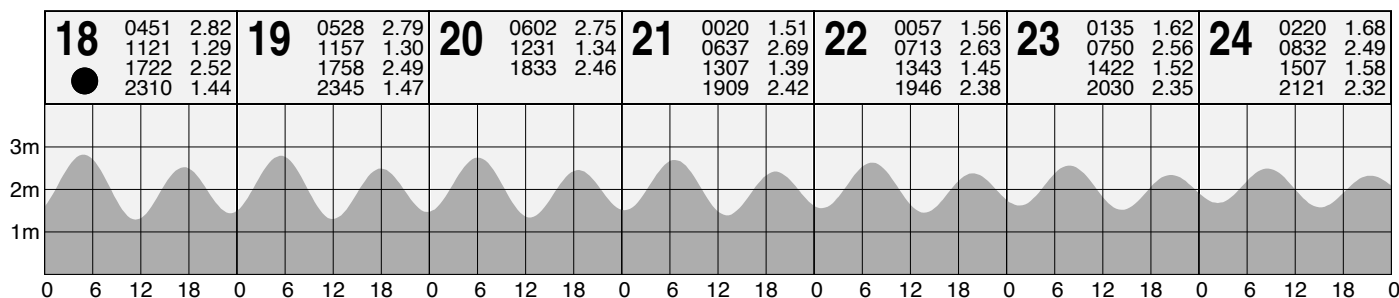 18 0451 2.82 19 0528 2.79 20 0602 2.75 21 0020 1.51 22 0057 1.56 23 0135 1.62 24 0220 1.68
1121 1.29 1157 1.30 1231 1.34 0637 2.69 0713 2.63 0750 2.56 0832 2.49
1722 2.52 1758 2.49 1833 2.46 1307 1.39 1343 1.45 1422 1.52 1507 1.58
2310 1.44 2345 1.47 1909 2.42 1946 2.38 2030 2.35 2121 2.32
3m
2m
1m
0 6 12 18 0 6 12 18 0 6 12 18 0 6 12 18 0 6 12 18 0 6 12 18 0 6 12 18 0